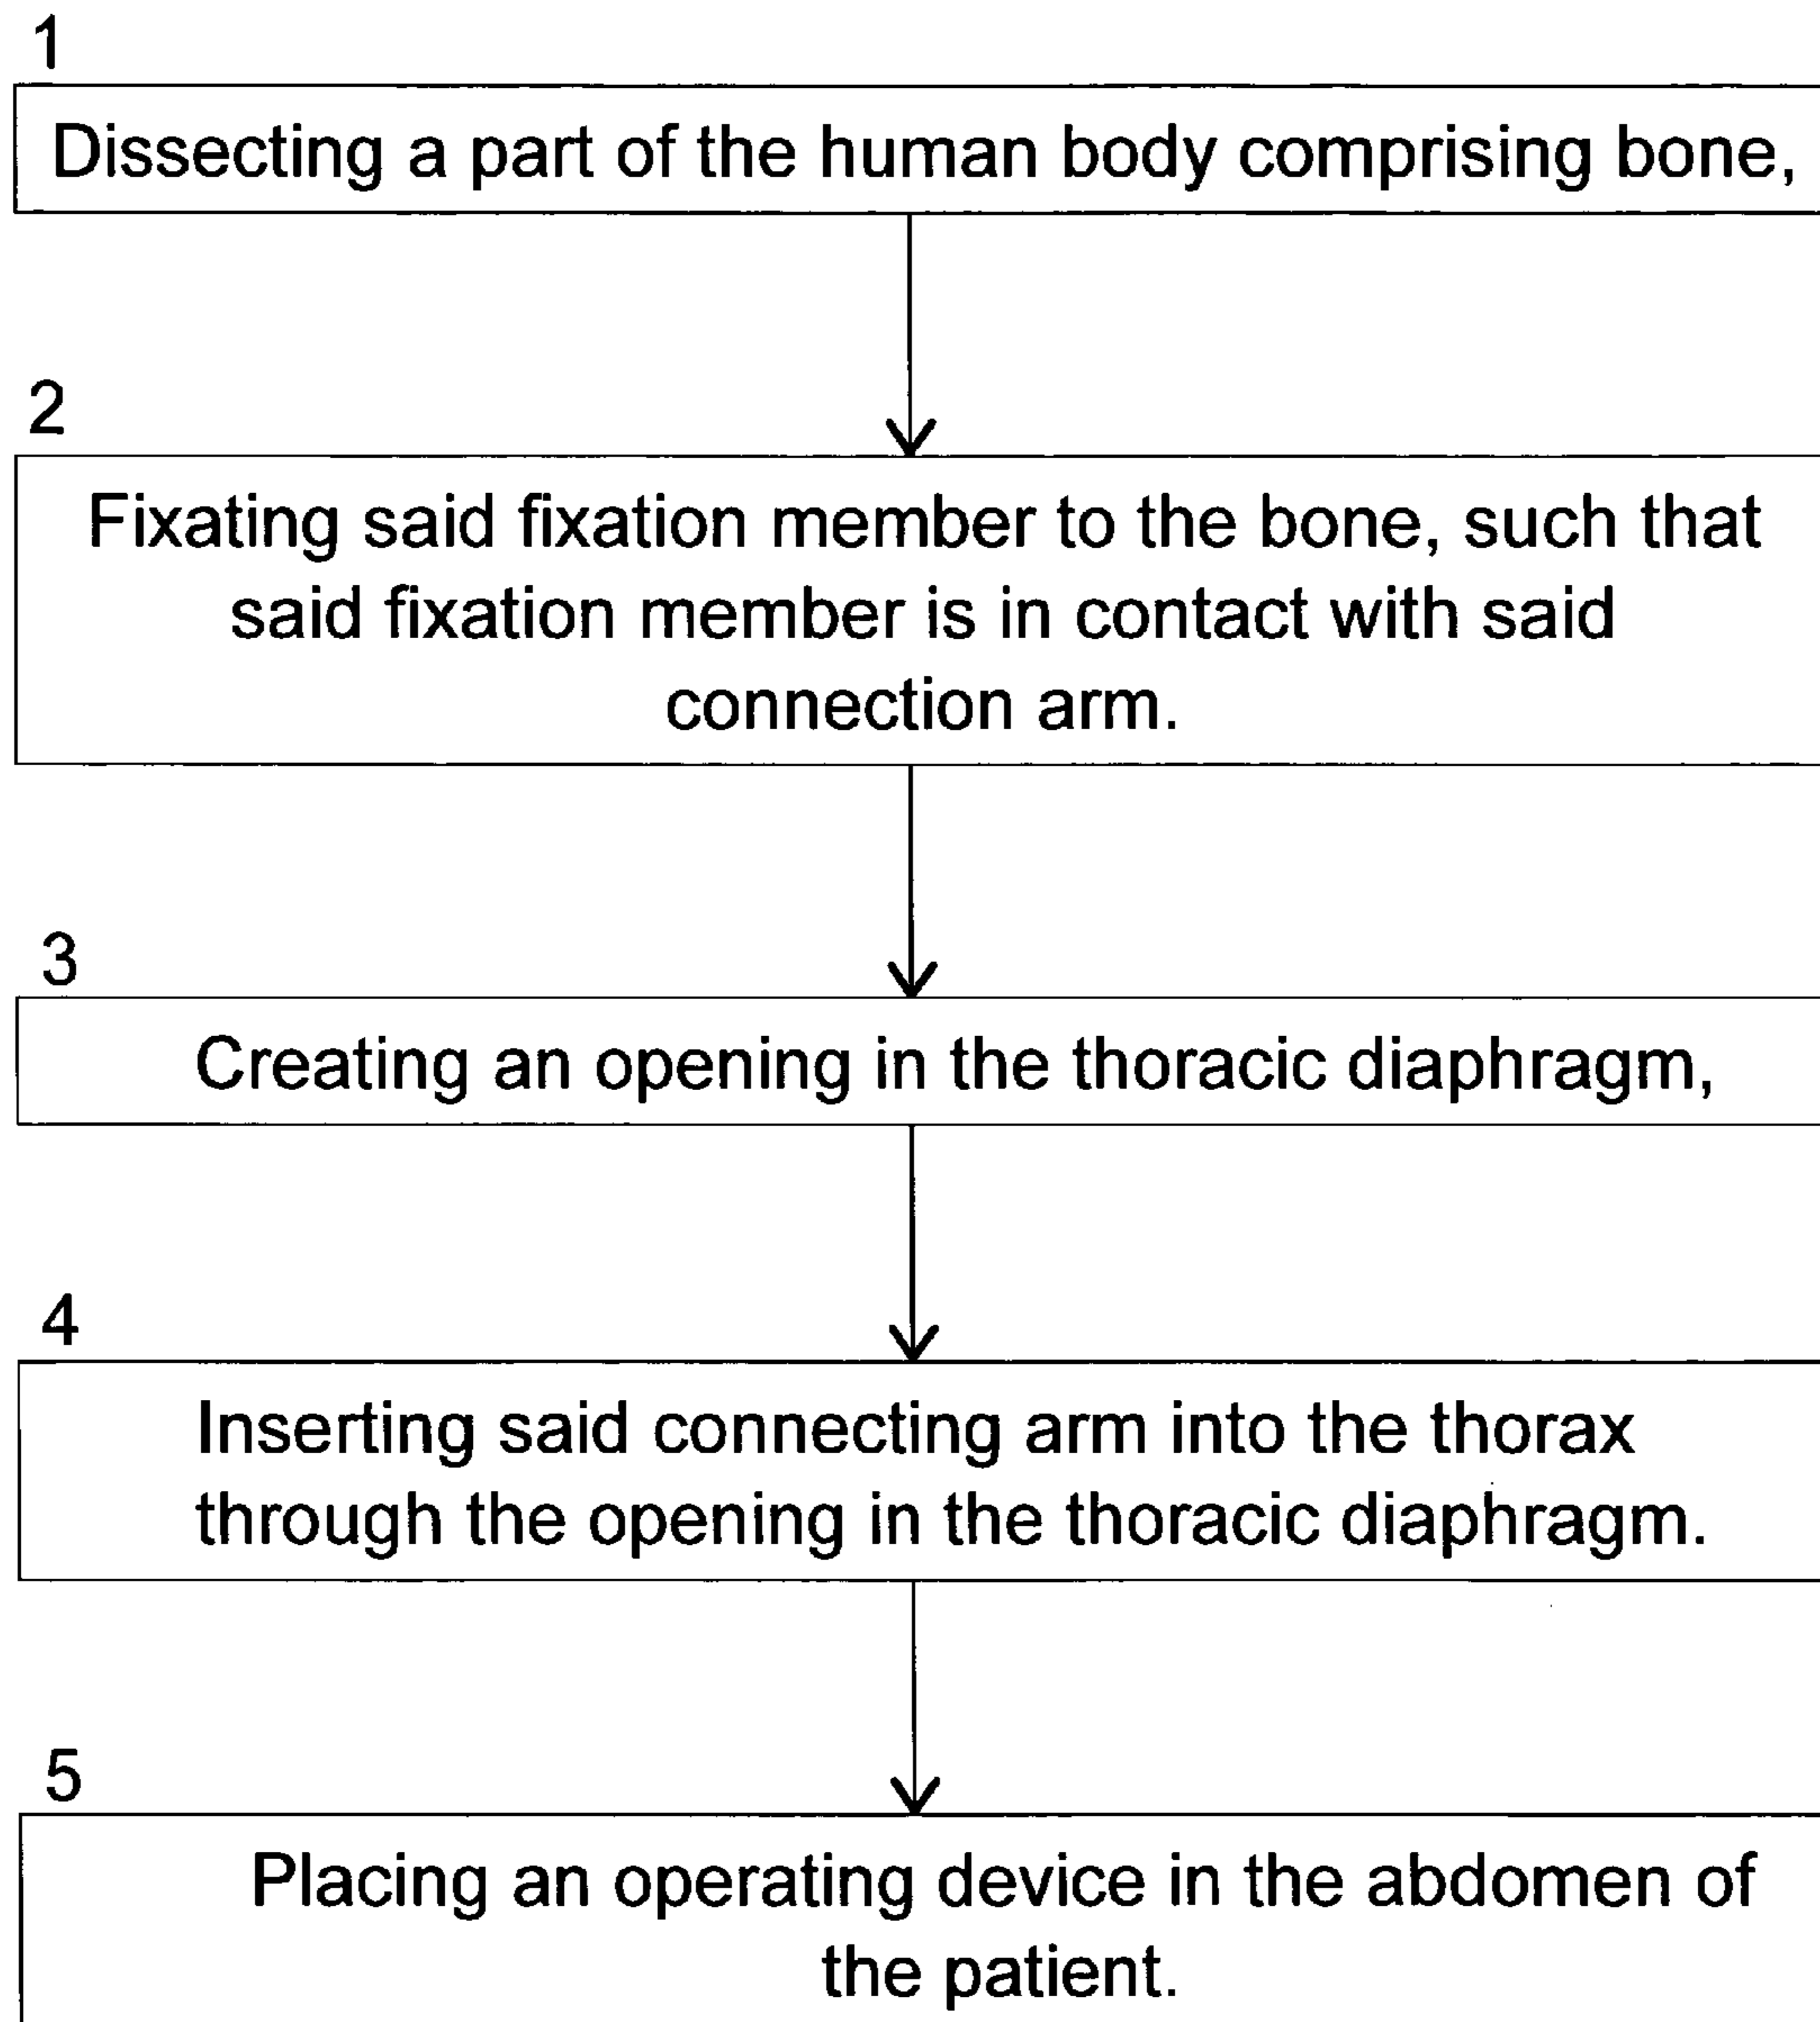 1
Dissecting a part of the human body comprising bone,
2
Fixating said fixation member to the bone, such that
said fixation member is in contact with said
connection arm.
3
Creating an opening in the thoracic diaphragm,
4
Inserting said connecting arm into the thorax
through the opening in the thoracic diaphragm.
5
Placing an operating device in the abdomen of
the patient.